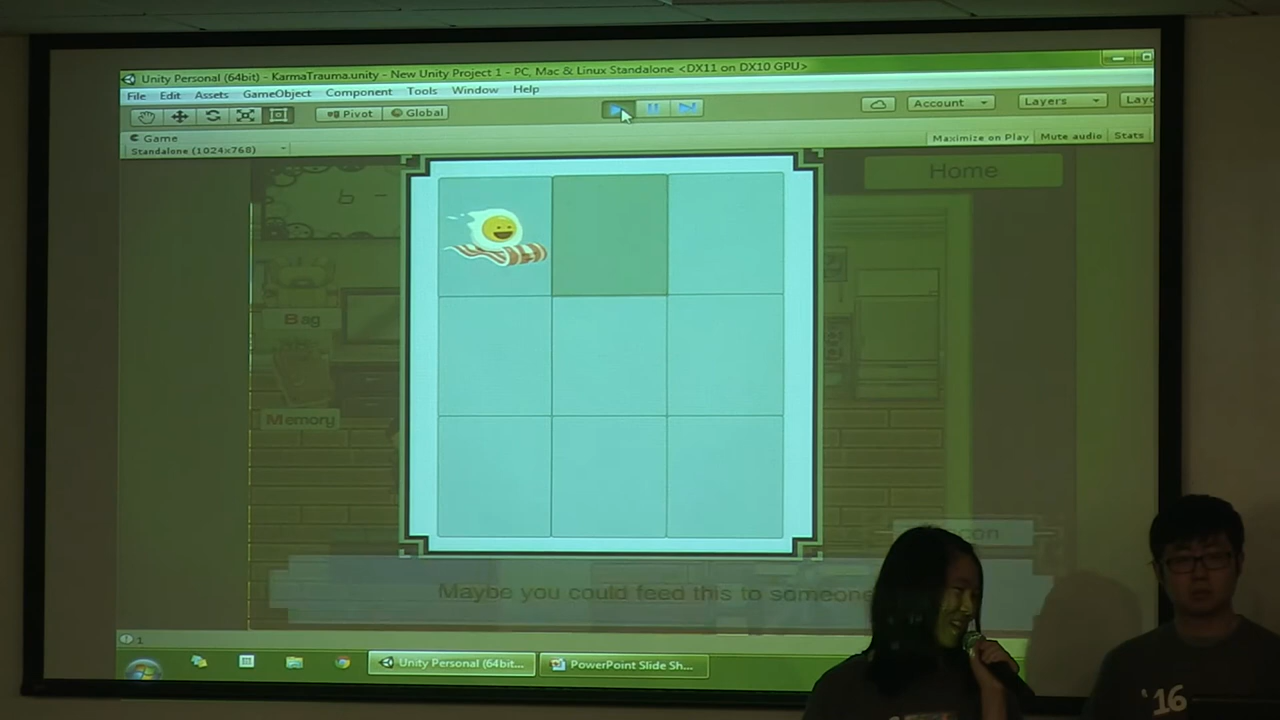 Unity Personal (64bit) - KarmaTrauma.unity - New Unity Project 1 - PC, Mac & Linux Standalone <DX11 on DX10 GPU>
File Edit Assets GameObject Component Tools Window Help
Pivot Global Account Layers Layo
Game
Standalone (1024x768) Maximize on Play Mute audio Stats
Home
Bag
Memory
Maybe you could feed this to someone
1
Unity Personal (64bit... PowerPoint Slide Sh...
'16